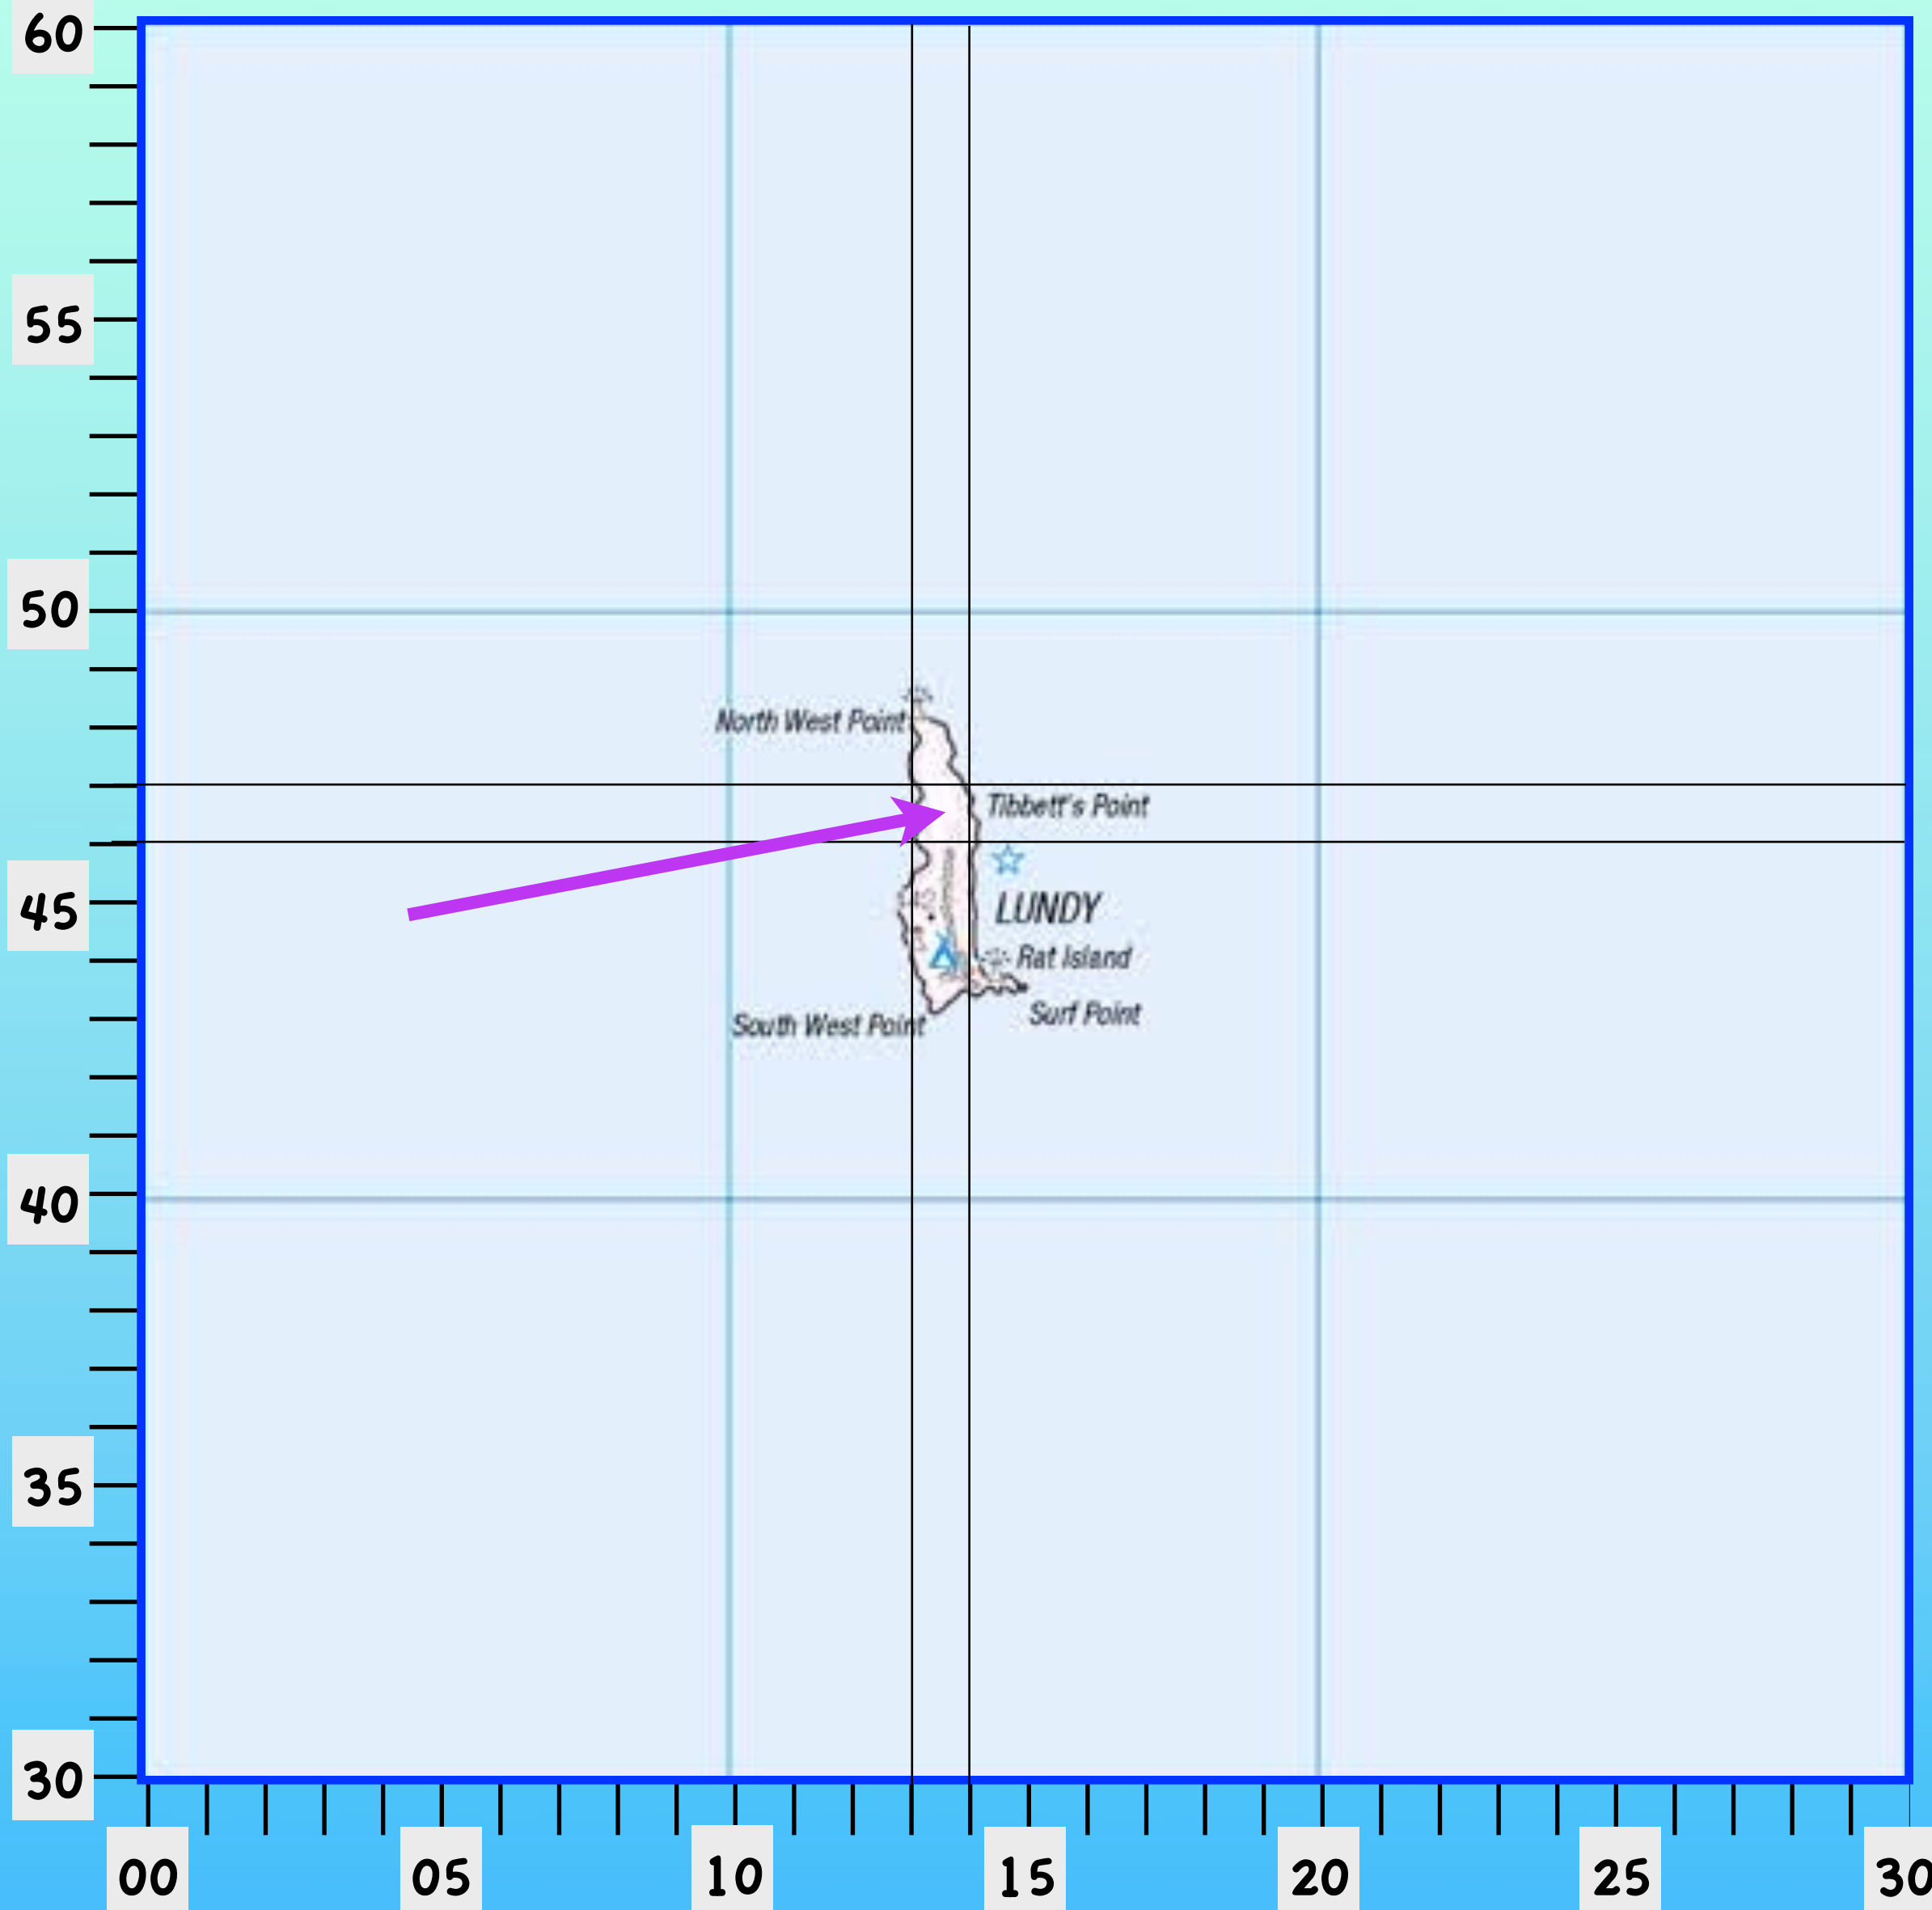 60
55
50
North West Point
Tibbett's Point
45
LUNDY
Rat Island
Surf Point
South West Point
40
35
30
00 05 10 15 20 25 30